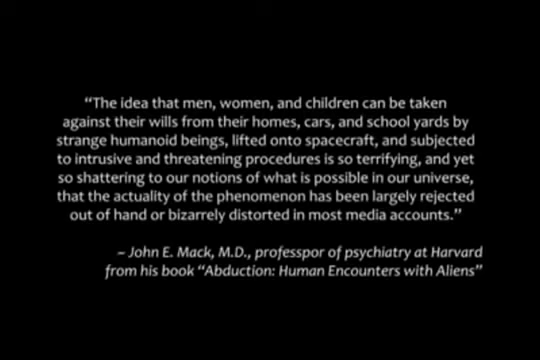 “The idea that men, women, and children can be taken
against their wills from their homes, cars, and school yards by
strange humanoid beings, lifted onto spacecraft, and subjected
to intrusive and threatening procedures is so terrifying, and yet
so shattering to our notions of what is possible in our universe,
that the actuality of the phenomenon has been largely rejected
out of hand or bizarrely distorted in most media accounts.”
~ John E. Mack, M.D., professpor of psychiatry at Harvard
from his book “Abduction: Human Encounters with Aliens”